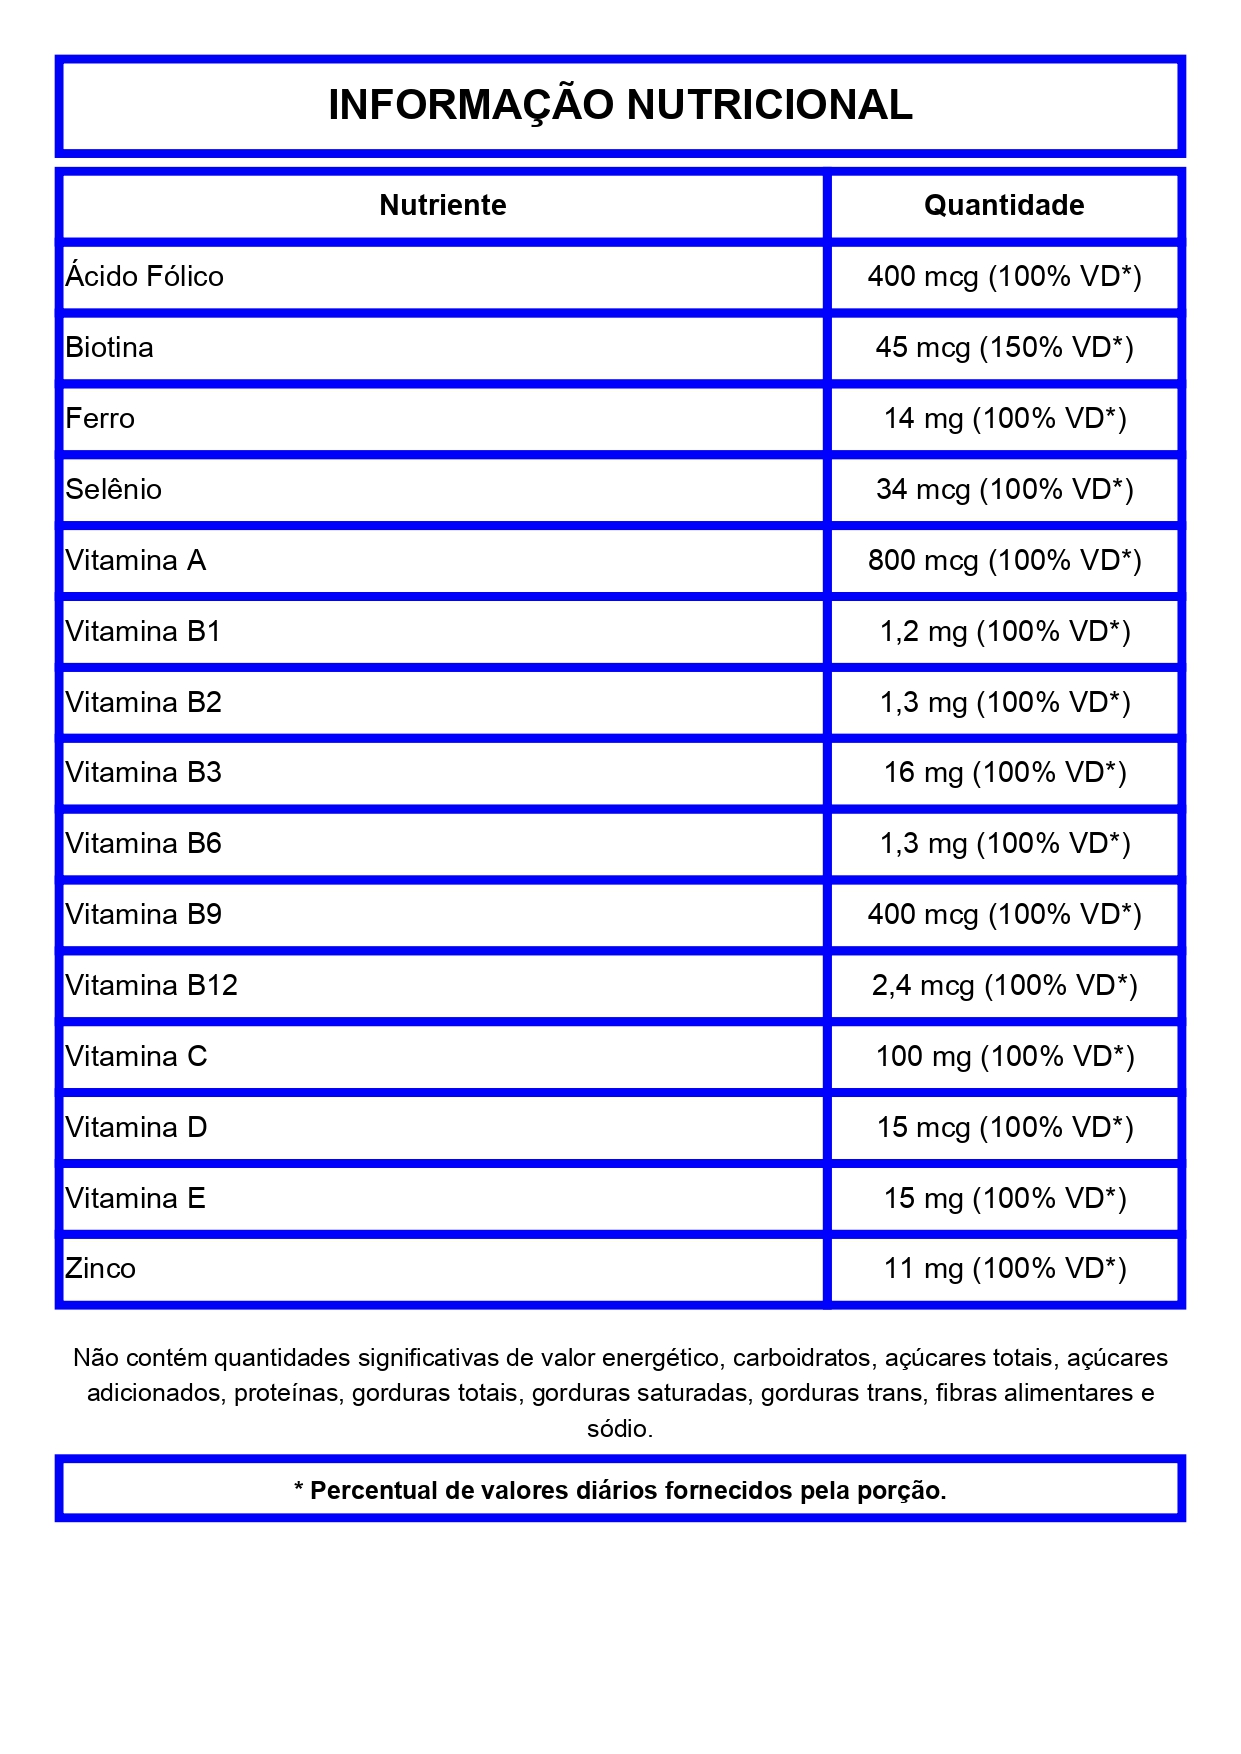 INFORMAÇÃO NUTRICIONAL
Nutriente Quantidade
Ácido Fólico 400 mcg (100% VD*)
Biotina 45 mcg (150% VD*)
Ferro 14 mg (100% VD*)
Selênio 34 mcg (100% VD*)
Vitamina A 800 mcg (100% VD*)
Vitamina B1 1,2 mg (100% VD*)
Vitamina B2 1,3 mg (100% VD*)
Vitamina B3 16 mg (100% VD*)
Vitamina B6 1,3 mg (100% VD*)
Vitamina B9 400 mcg (100% VD*)
Vitamina B12 2,4 mcg (100% VD*)
Vitamina C 100 mg (100% VD*)
Vitamina D 15 mcg (100% VD*)
Vitamina E 15 mg (100% VD*)
Zinco 11 mg (100% VD*)
Não contém quantidades significativas de valor energético, carboidratos, açúcares totais, açúcares
adicionados, proteínas, gorduras totais, gorduras saturadas, gorduras trans, fibras alimentares e
sódio.
* Percentual de valores diários fornecidos pela porção.